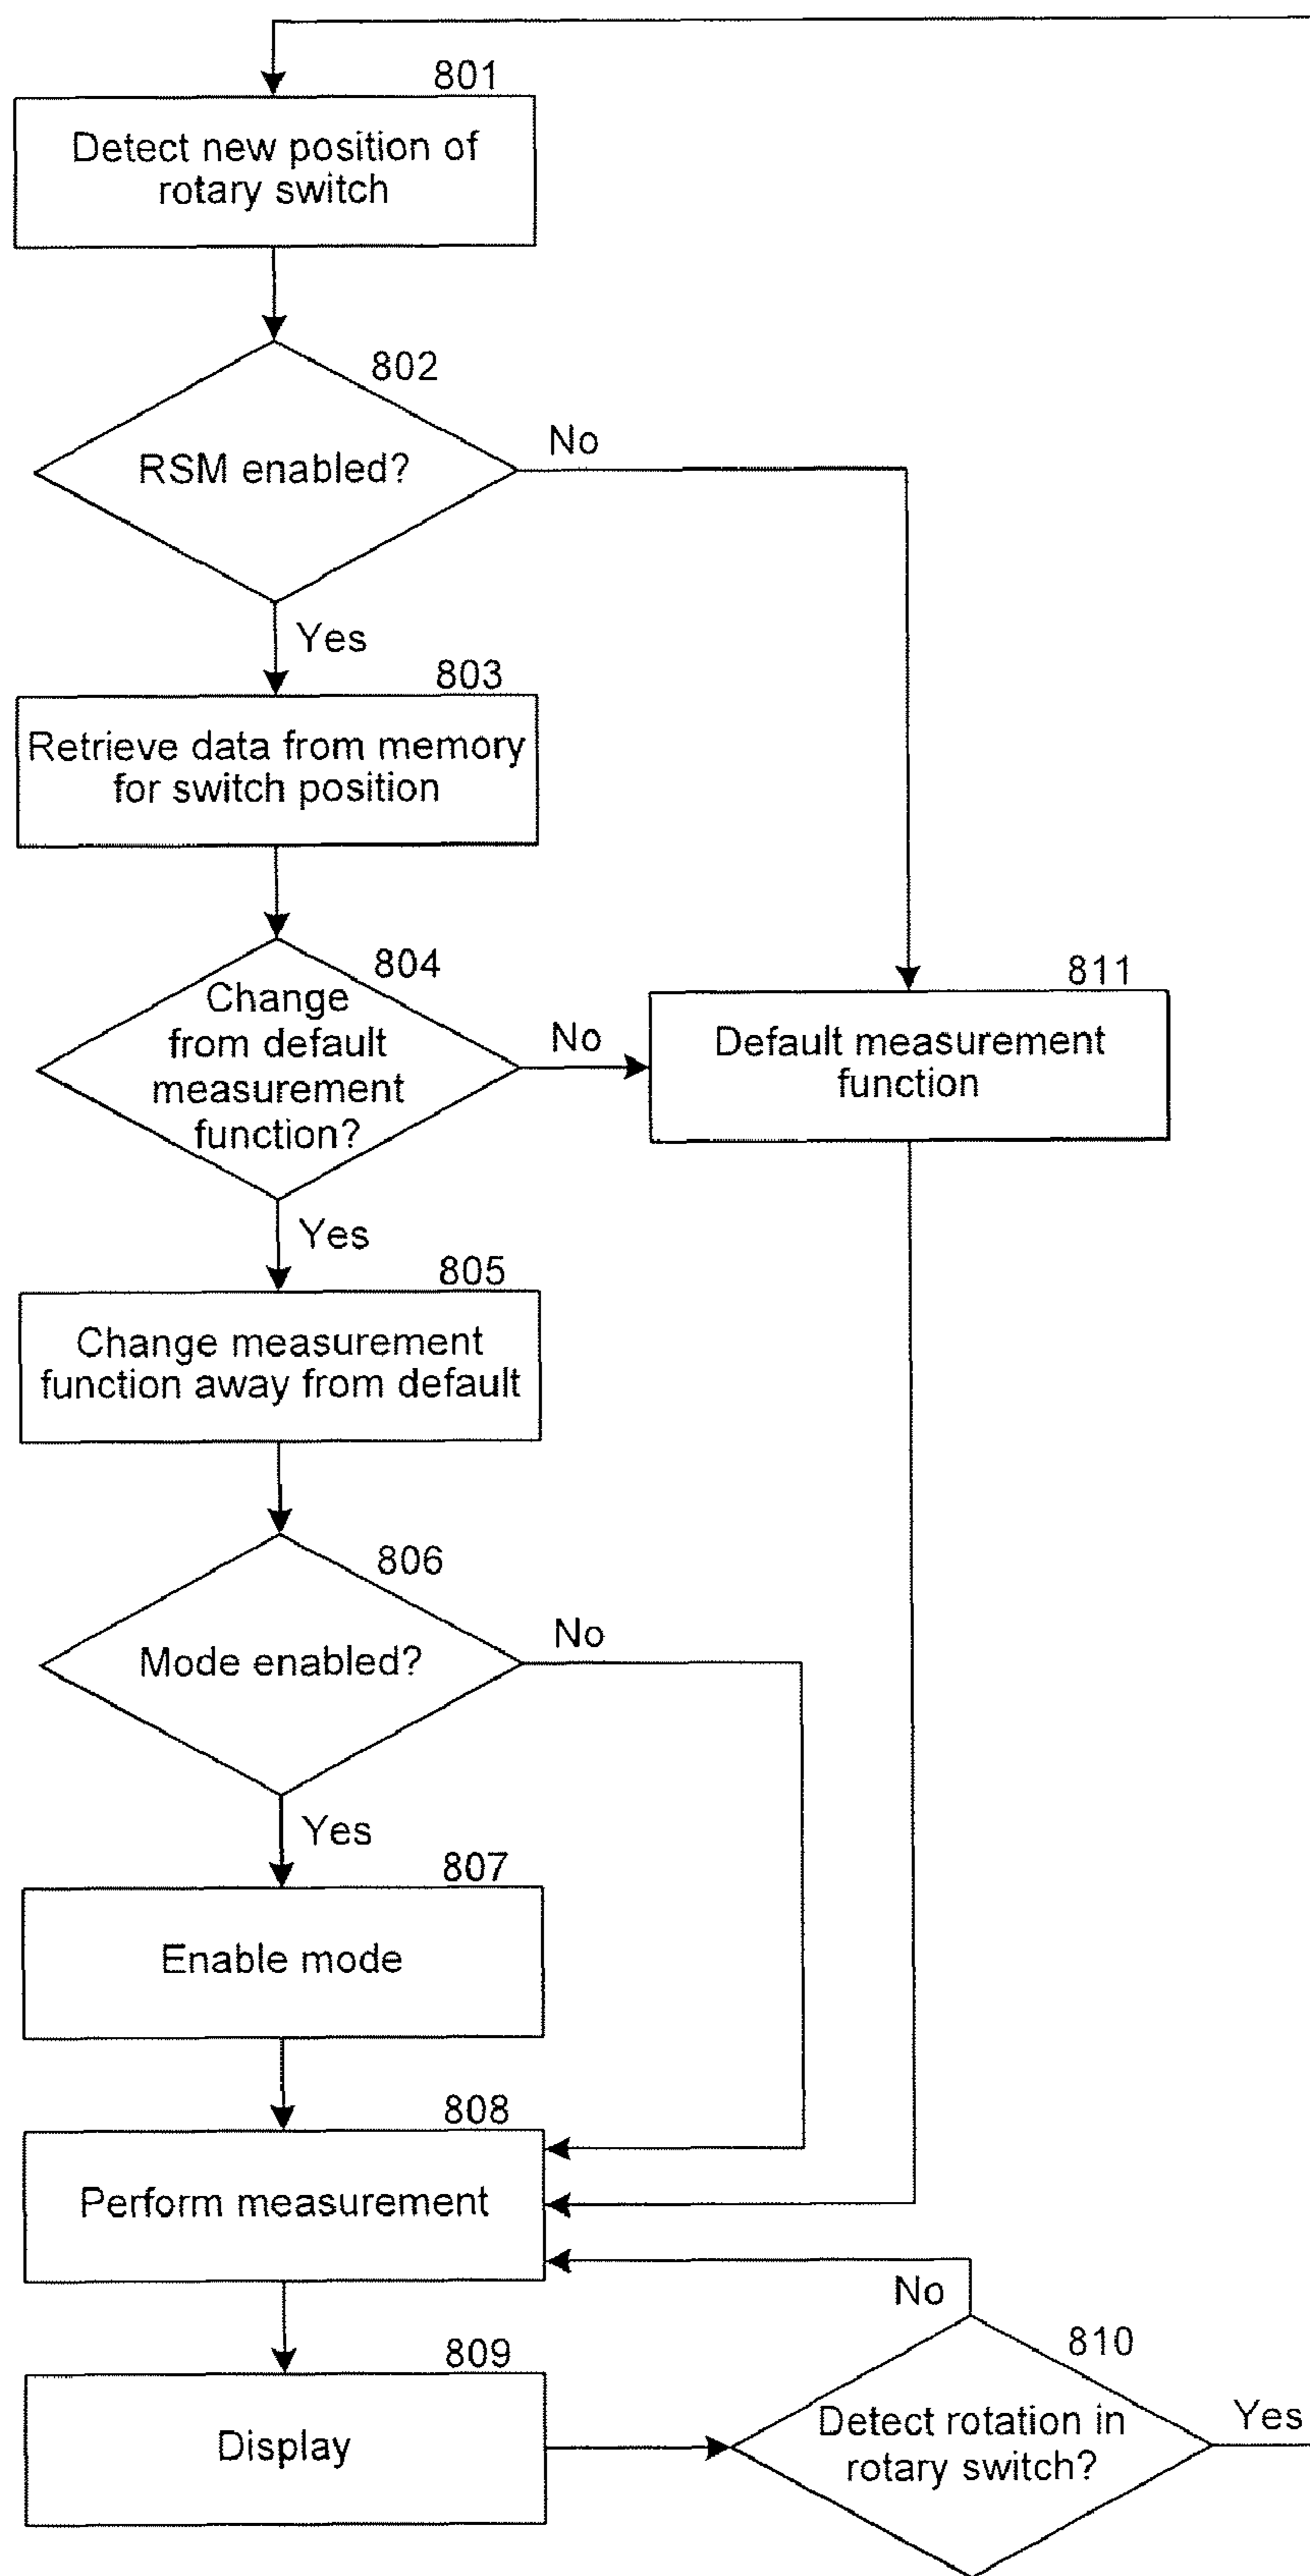 801
Detect new position of
rotary switch
802
RSM enabled?
No
Yes
803
Retrieve data from memory
for switch position
804
Change
from default
measurement
function?
No
811
Default measurement
function
Yes
805
Change measurement
function away from default
806
Mode enabled?
No
Yes
807
Enable mode
808
Perform measurement
No
809
Display
810
Detect rotation in
rotary switch?
Yes